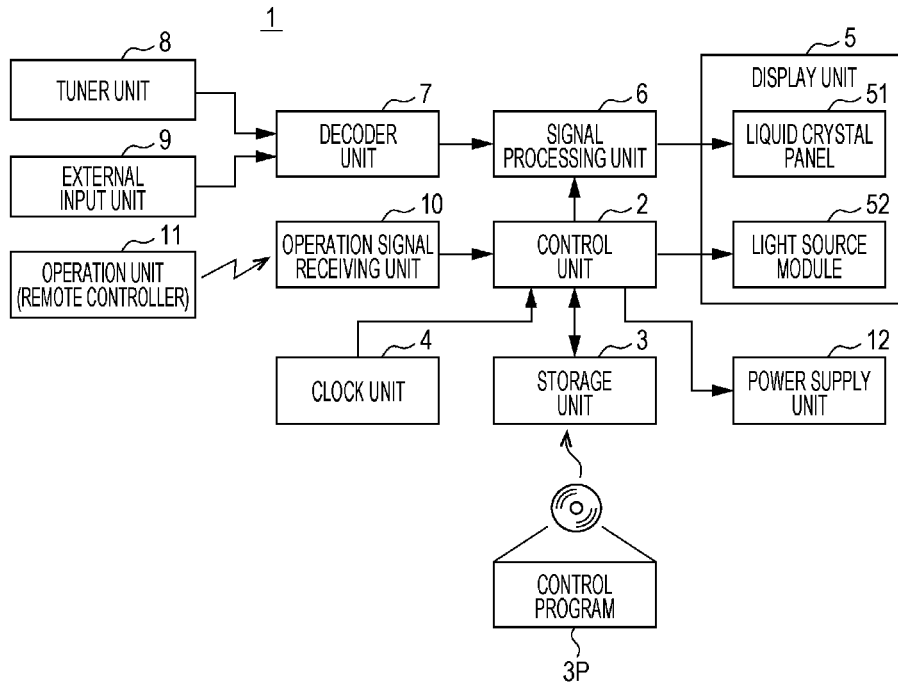 1
8
TUNER UNIT
9
EXTERNAL
INPUT UNIT
11
OPERATION UNIT
(REMOTE CONTROLLER)
7
DECODER
UNIT
10
OPERATION SIGNAL
RECEIVING UNIT
4
CLOCK UNIT
6
SIGNAL
PROCESSING UNIT
2
CONTROL
UNIT
3
STORAGE
UNIT
CONTROL
PROGRAM
3P
5
DISPLAY UNIT
51
LIQUID CRYSTAL
PANEL
52
LIGHT SOURCE
MODULE
12
POWER SUPPLY
UNIT